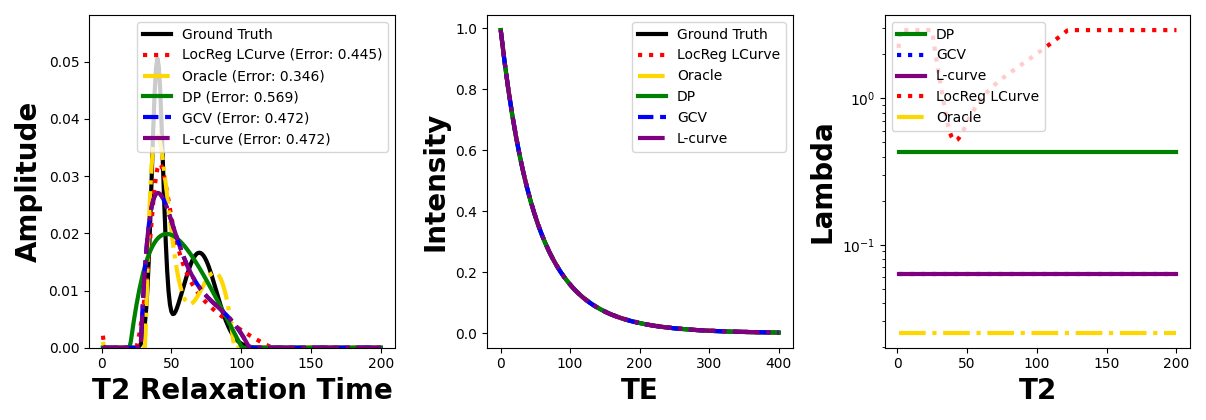 Amplitude
0.00
0.01
0.02
0.03
0.04
0.05
0
50
100
150
200
T2 Relaxation Time
Ground Truth
LocReg LCurve (Error: 0.445)
Oracle (Error: 0.346)
DP (Error: 0.569)
GCV (Error: 0.472)
L-curve (Error: 0.472)
Intensity
0.0
0.2
0.4
0.6
0.8
1.0
0
100
200
300
400
TE
Ground Truth
LocReg LCurve
Oracle
DP
GCV
L-curve
Lambda
10⁰
10⁻¹
0
50
100
150
200
T2
DP
GCV
L-curve
LocReg LCurve
Oracle